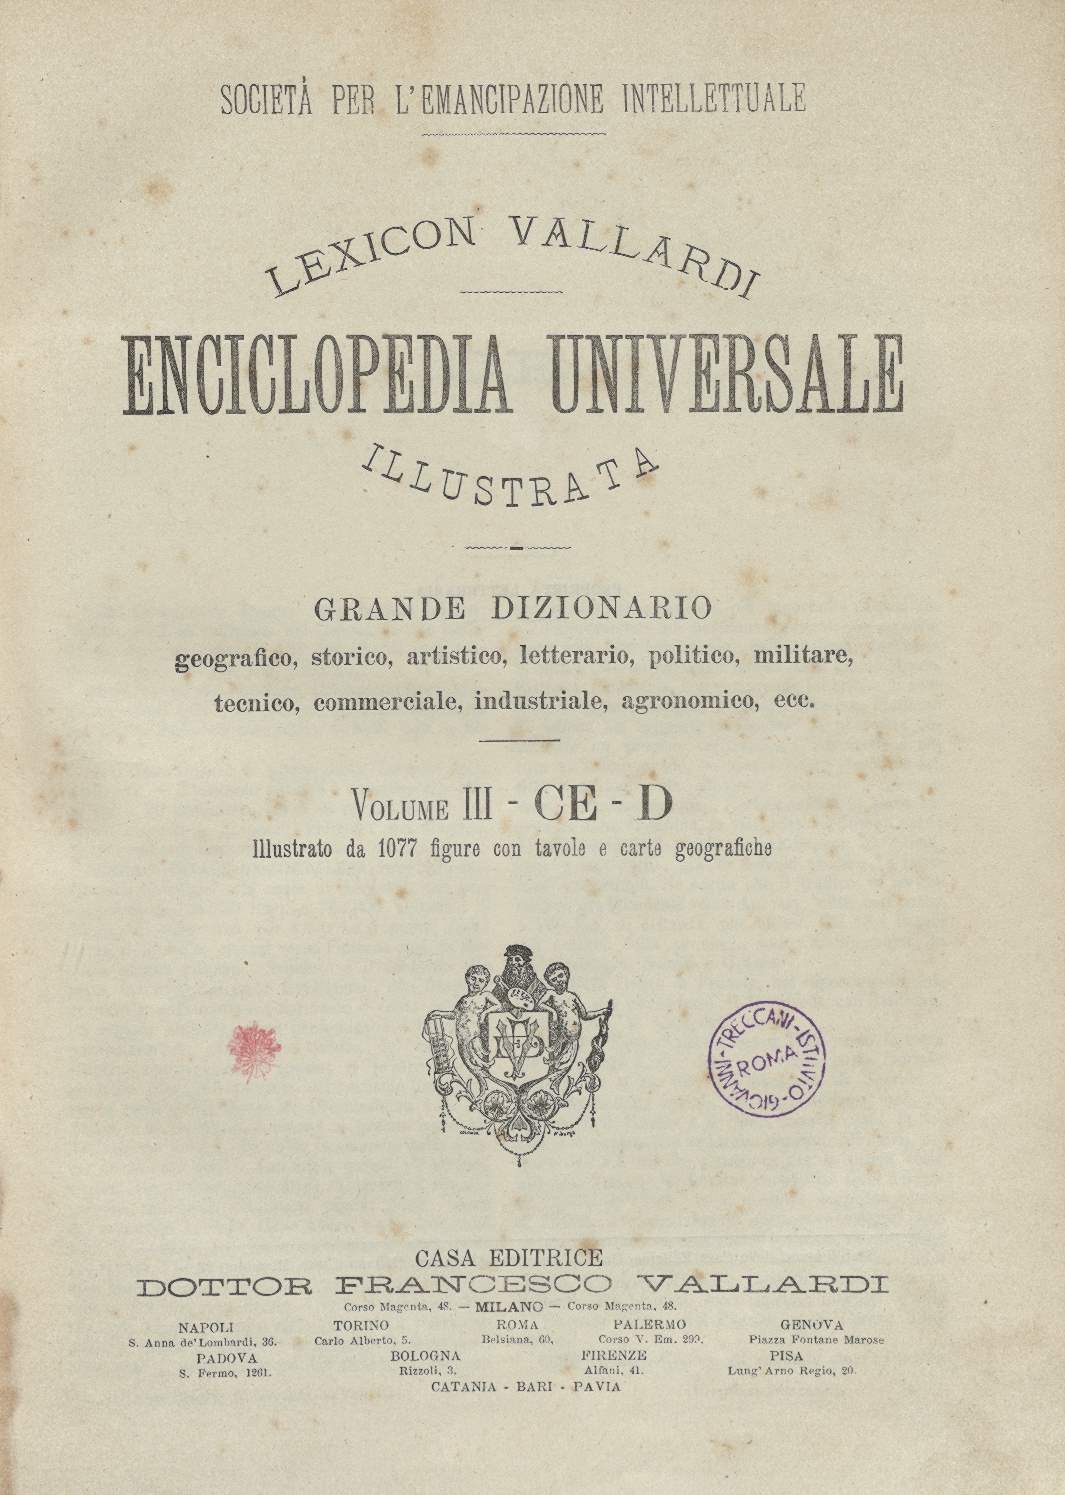 SOCIETÀ PER L'EMANCIPAZIONE INTELLETTUALE
LEXICON VALLARDI
ENCICLOPEDIA UNIVERSALE
ILLUSTRATA
GRANDE DIZIONARIO
geografico, storico, artistico, letterario, politico, militare,
tecnico, commerciale, industriale, agronomico, ecc.
VOLUME III - CE - D
Illustrato da 1077 figure con tavole e carte geografiche
GIOVANNI-TRECCANI-ISTITVTO-
ROMA
CASA EDITRICE
DOTTOR FRANCESCO VALLARDI
Corso Magenta, 48. — MILANO — Corso Magenta, 48.
NAPOLI TORINO ROMA PALERMO GENOVA
S. Anna de' Lombardi, 36. Carlo Alberto, 5. Belsiana, 60, Corso V. Em. Piazza Fontane Marose
PADOVA BOLOGNA FIRENZE PISA
S. Fermo, 1261. Rizzoli, 3. Alfani, 41. Lung' Arno Regio, 20.
CATANIA - BARI - PAVIA